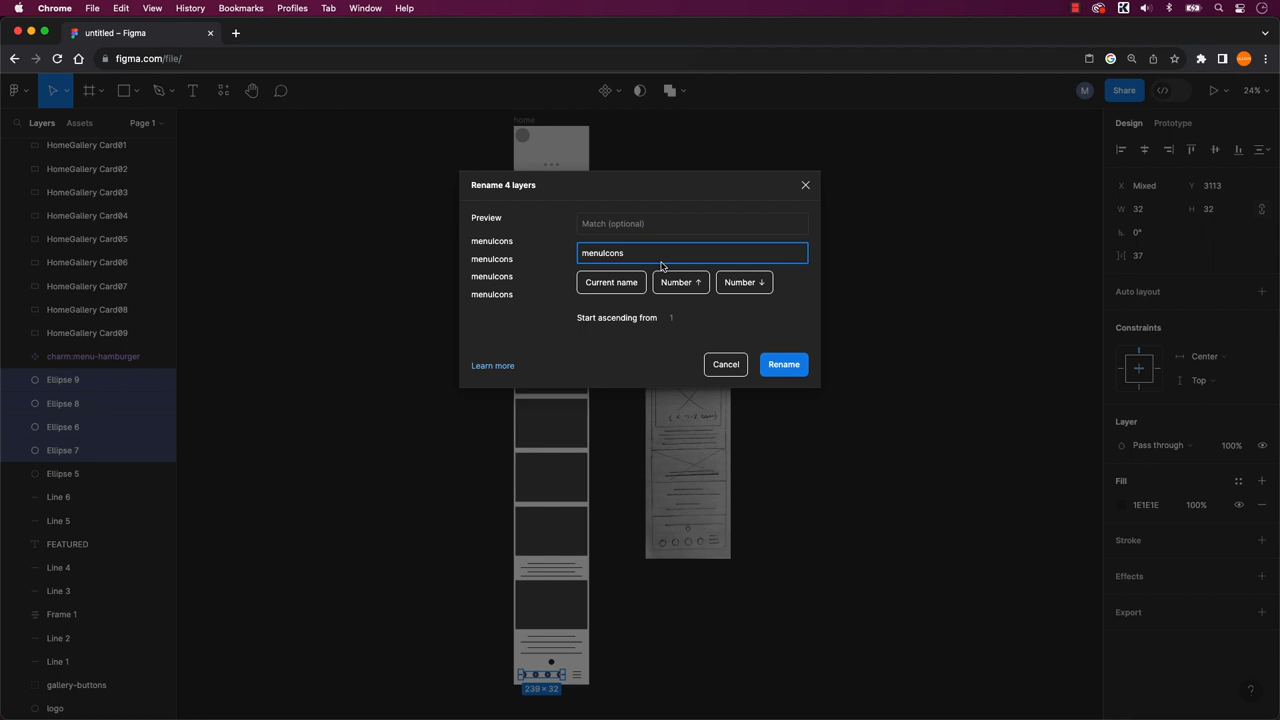 Chrome File Edit View History Bookmarks Profiles Tab Window Help
untitled – Figma
figma.com/file/
M Share 24%
Layers Assets Page 1
home
Design Prototype
HomeGallery Card01
HomeGallery Card02
HomeGallery Card03
HomeGallery Card04
HomeGallery Card05
HomeGallery Card06
HomeGallery Card07
HomeGallery Card08
HomeGallery Card09
charm:menu-hamburger
Ellipse 9
Ellipse 8
Ellipse 6
Ellipse 7
Ellipse 5
Line 6
Line 5
FEATURED
Line 4
Line 3
Frame 1
Line 2
Line 1
gallery-buttons
logo
Rename 4 layers
Preview
menuIcons
menuIcons
menuIcons
menuIcons
Match (optional)
menuIcons
Current name Number ↑ Number ↓
Start ascending from 1
Learn more
Cancel Rename
239 × 32
X Mixed Y 3113
W 32 H 32
0°
37
Auto layout
Constraints
Center
Top
Layer
Pass through 100%
Fill
1E1E1E 100%
Stroke
Effects
Export
?